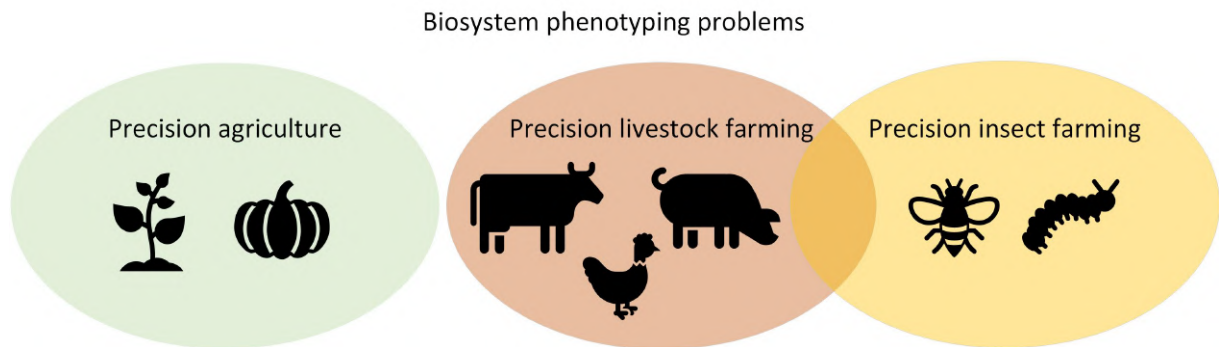 Biosystem phenotyping problems
Precision agriculture
Precision livestock farming
Precision insect farming